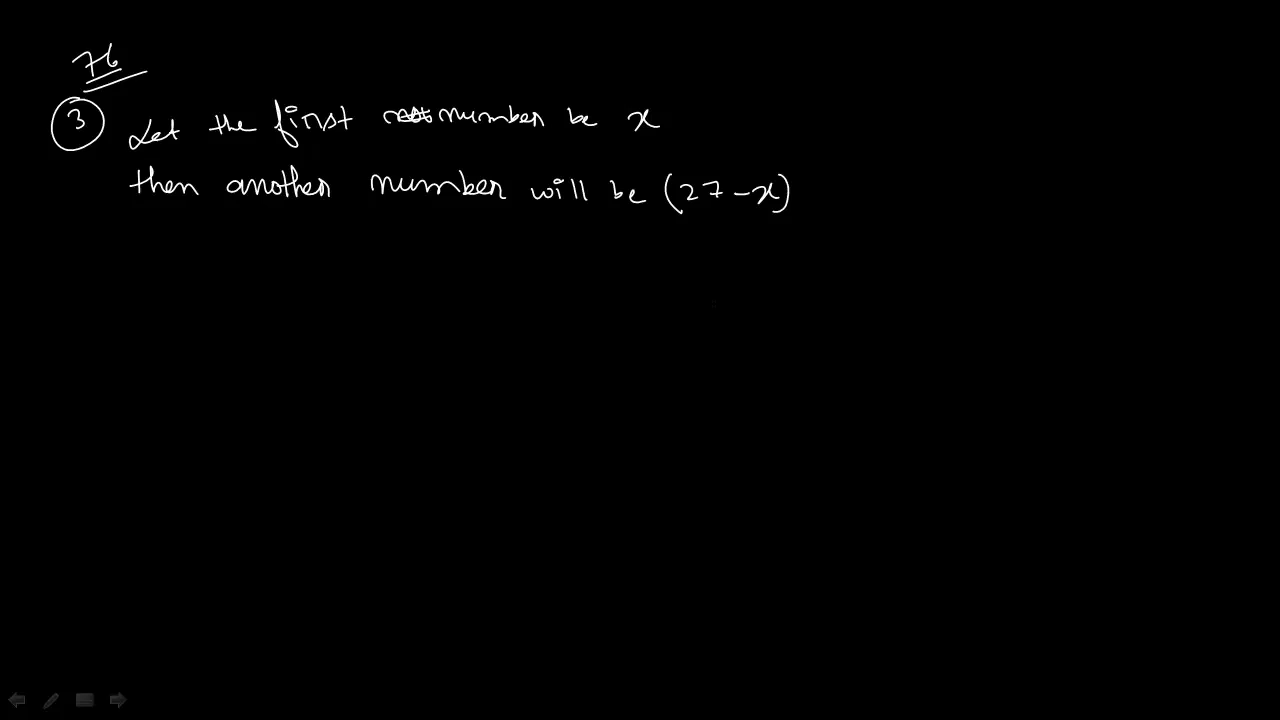 76
3 Let the first number be x
then another number will be (27-x)